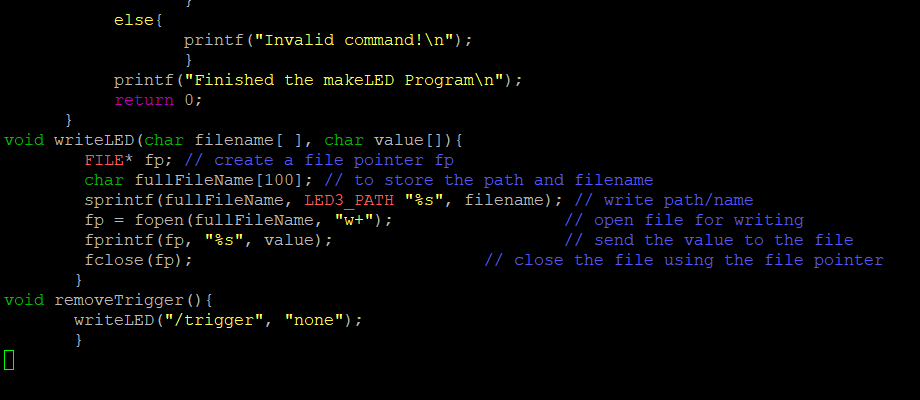 }
else{
printf("Invalid command!\n");
}
printf("Finished the makeLED Program\n");
return 0;
}
void writeLED(char filename[ ], char value[]){
FILE* fp; // create a file pointer fp
char fullFileName[100]; // to store the path and filename
sprintf(fullFileName, LED3_PATH "%s", filename); // write path/name
fp = fopen(fullFileName, "w+"); // open file for writing
fprintf(fp, "%s", value); // send the value to the file
fclose(fp); // close the file using the file pointer
}
void removeTrigger(){
writeLED("/trigger", "none");
}